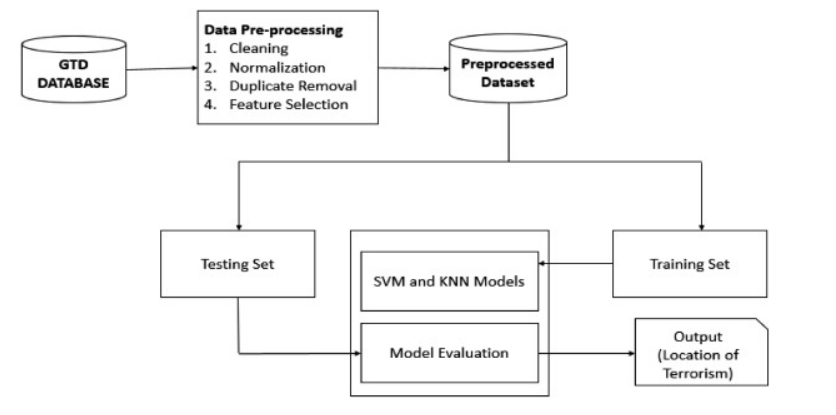 GTD
DATABASE
Data Pre-processing
1. Cleaning
2. Normalization
3. Duplicate Removal
4. Feature Selection
Preprocessed
Dataset
Testing Set
SVM and KNN Models
Training Set
Model Evaluation
Output
(Location of
Terrorism)